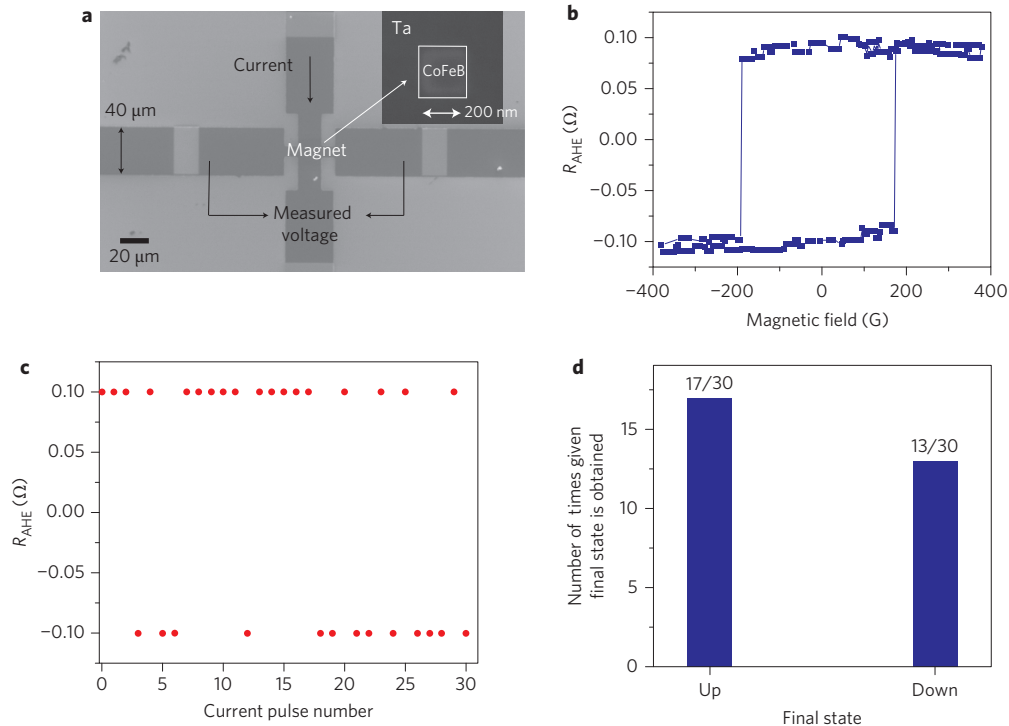 a
Ta
CoFeB
200 nm
Current
40 µm
Magnet
Measured
voltage
20 µm
b
R_AHE (Ω)
0.10
0.05
0.00
−0.05
−0.10
−400
−200
0
200
400
Magnetic field (G)
c
R_AHE (Ω)
0.10
0.05
0.00
−0.05
−0.10
0
5
10
15
20
25
30
Current pulse number
d
Number of times given
final state is obtained
15
10
5
0
17/30
13/30
Up
Down
Final state